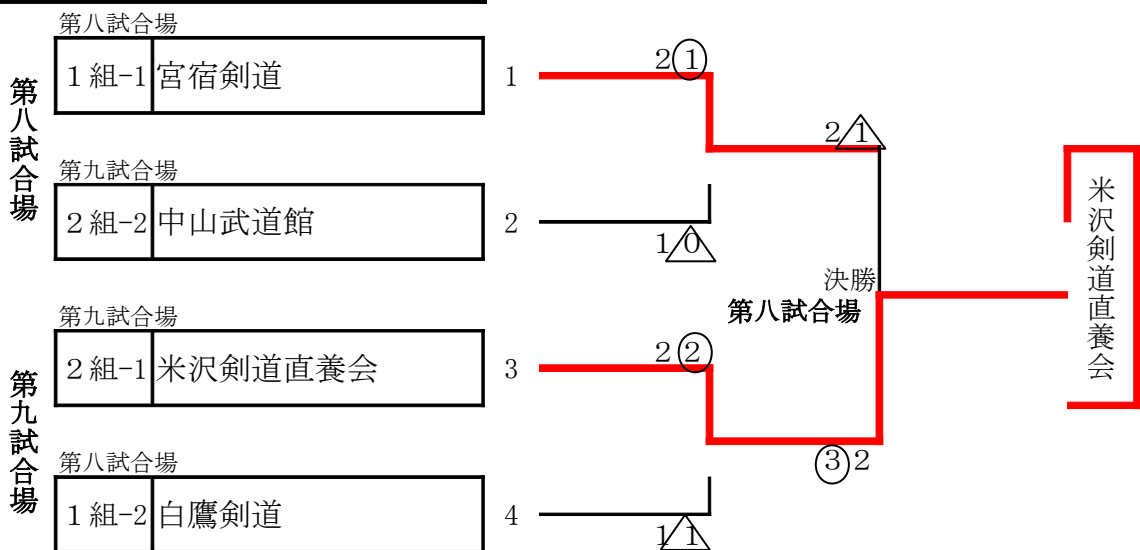 第八試合場
第八試合場
1組-1 宮宿剣道 1
2①
第九試合場
2組-2 中山武道館 2
1 0
2 1
決勝
第八試合場
米沢剣道直養会
第九試合場
第九試合場
2組-1 米沢剣道直養会 3
2②
③2
第八試合場
1組-2 白鷹剣道 4
1 1